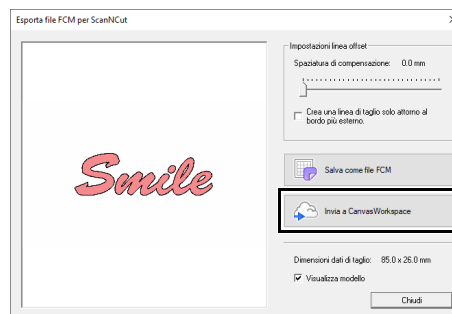 Esporta file FCM per ScanNCut
Impostazioni linea offset
Spaziatura di compensazione: 0.0 mm
Crea una linea di taglio solo attorno al
bordo più esterno.
Smile
Salva come file FCM
Invia a CanvasWorkspace
Dimensioni dati di taglio: 85.0 x 26.0 mm
Visualizza modello
Chiudi